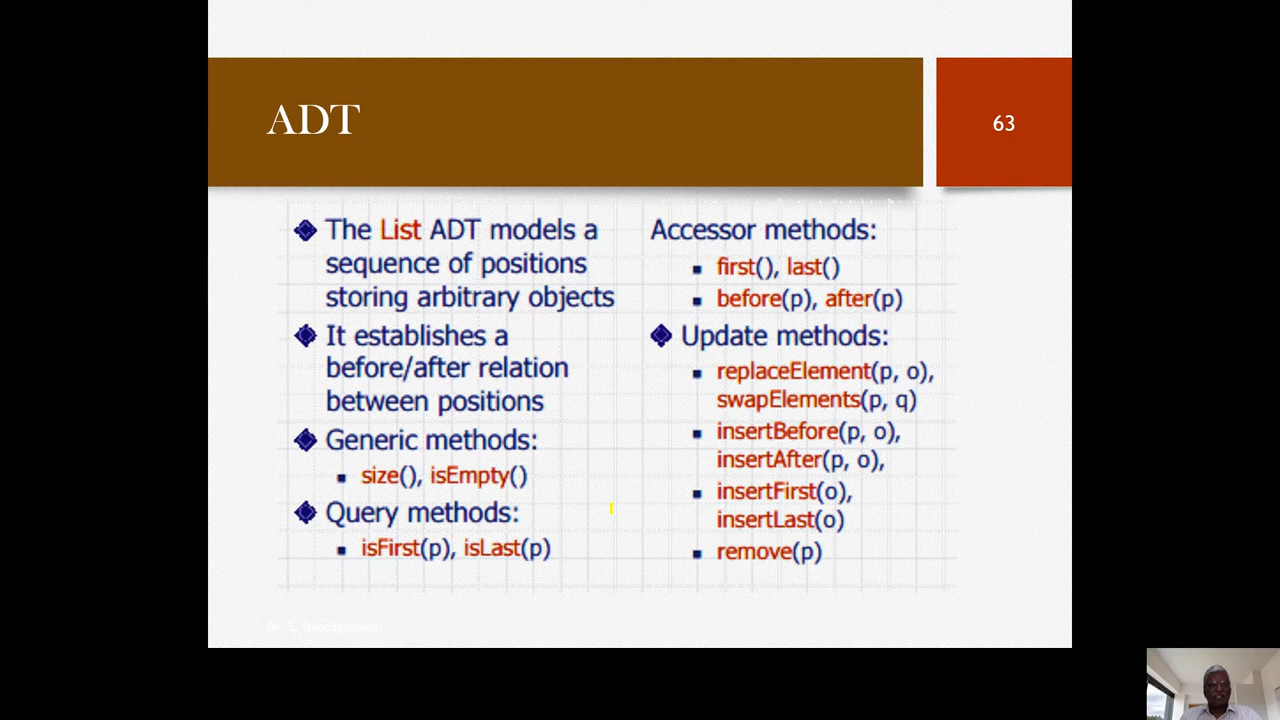 ADT
63
The List ADT models a
sequence of positions
storing arbitrary objects
It establishes a
before/after relation
between positions
Generic methods:
size(), isEmpty()
Query methods:
isFirst(p), isLast(p)
Accessor methods:
first(), last()
before(p), after(p)
Update methods:
replaceElement(p, o),
swapElements(p, q)
insertBefore(p, o),
insertAfter(p, o),
insertFirst(o),
insertLast(o)
remove(p)